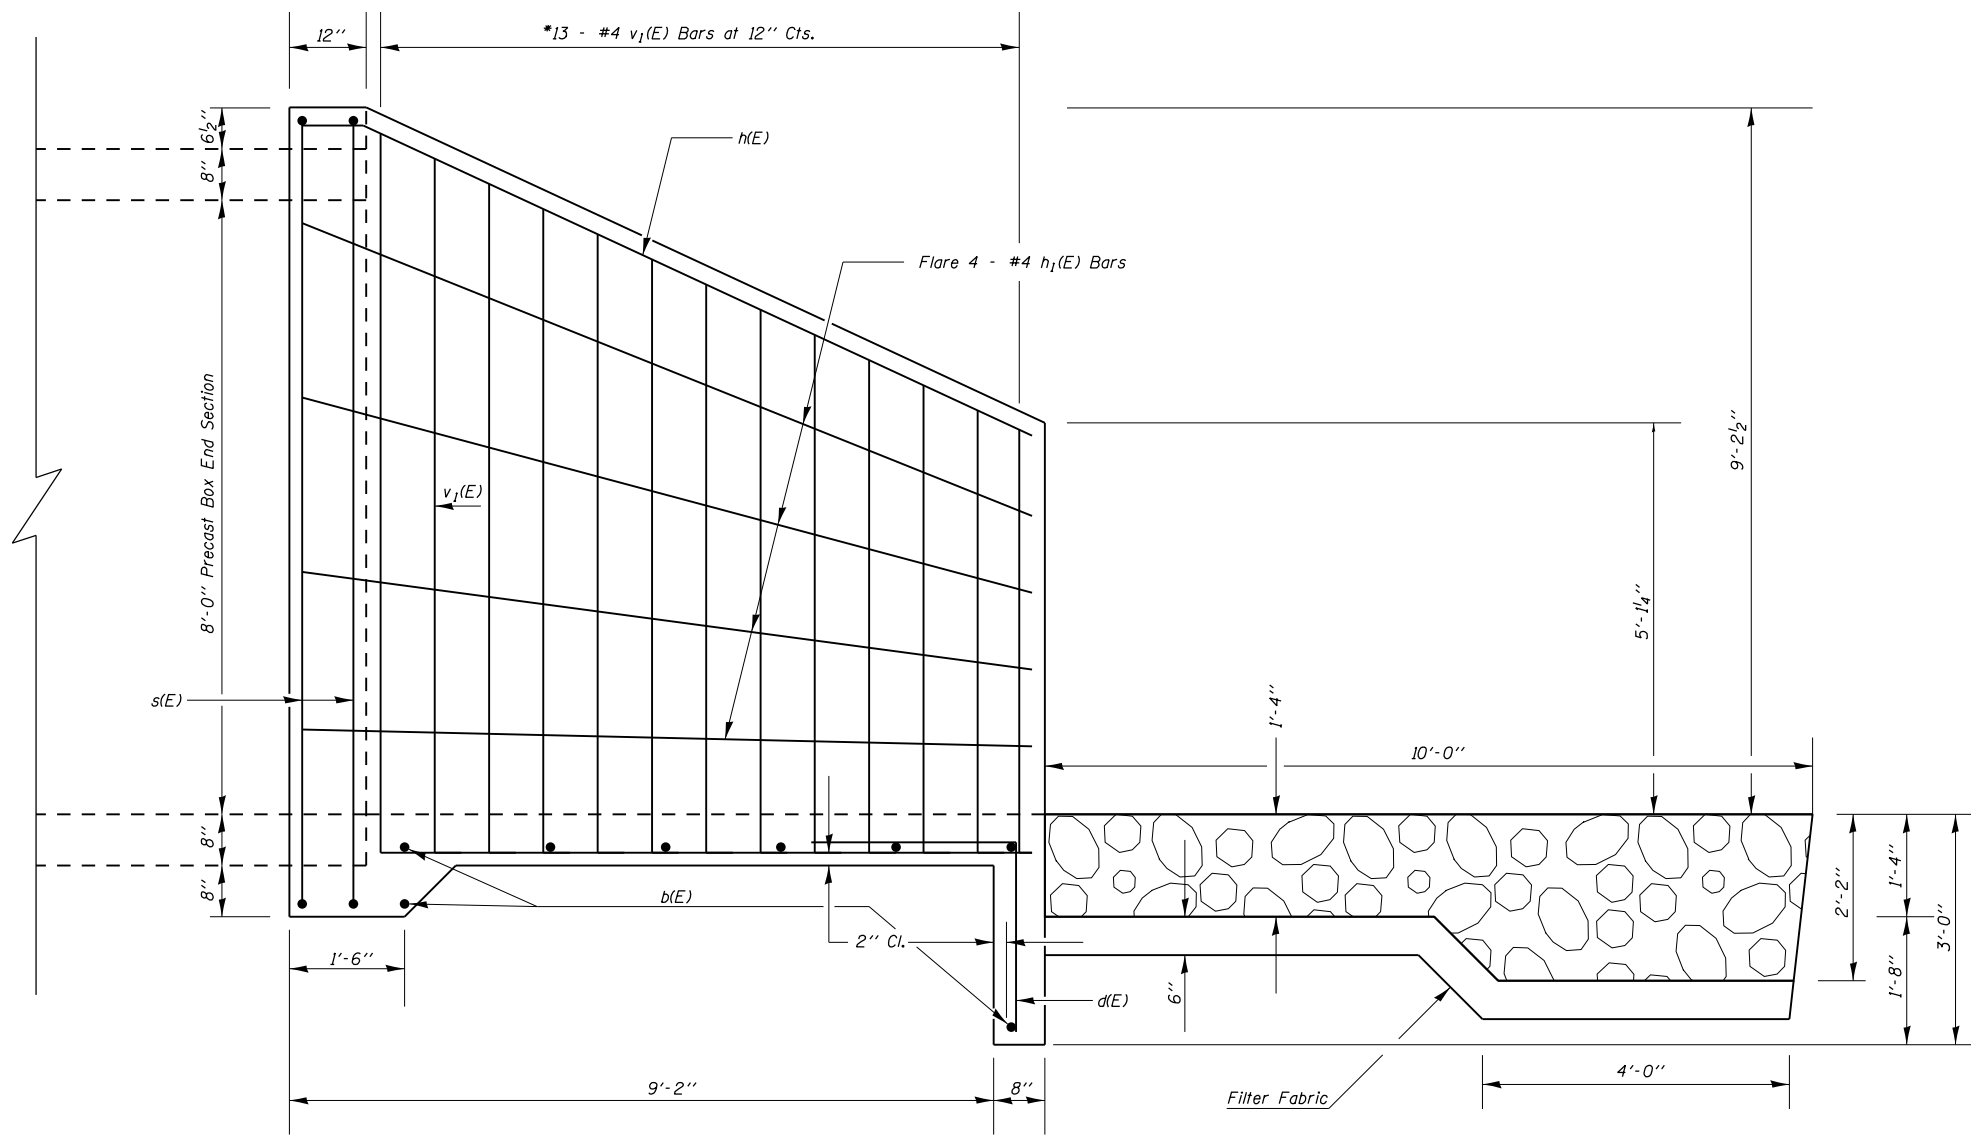 12"
*13 - #4 v1(E) Bars at 12" Cts.
6½"
8"
h(E)
Flare 4 - #4 h1(E) Bars
8'-0" Precast Box End Section
v1(E)
9'-2½"
5'-1¼"
s(E)
1'-4"
10'-0"
8"
8"
b(E)
2" Cl.
1'-6"
d(E)
6"
2'-2"
1'-4"
1'-8"
3'-0"
9'-2"
8"
Filter Fabric
4'-0"